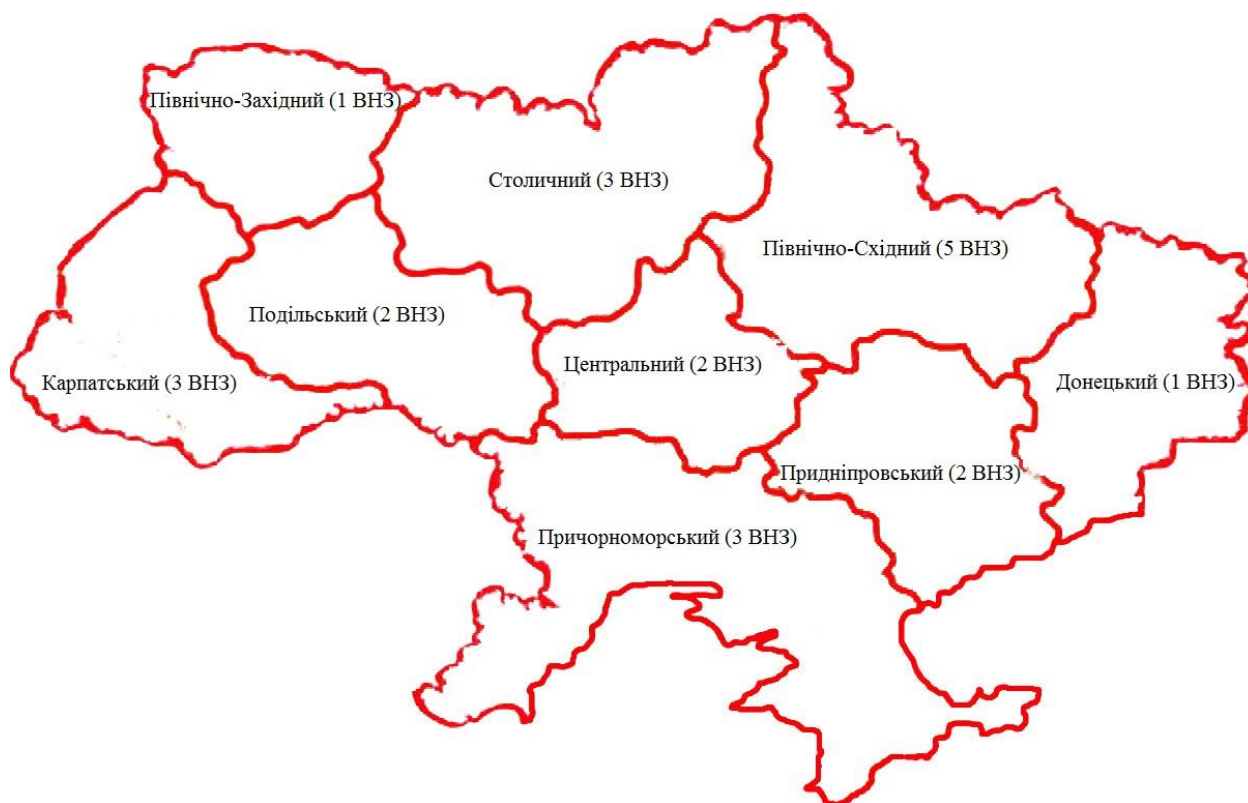 Північно-Західний (1 ВНЗ)
Столичний (3 ВНЗ)
Північно-Східний (5 ВНЗ)
Подільський (2 ВНЗ)
Центральний (2 ВНЗ)
Карпатський (3 ВНЗ)
Донецький (1 ВНЗ)
Придніпровський (2 ВНЗ)
Причорноморський (3 ВНЗ)